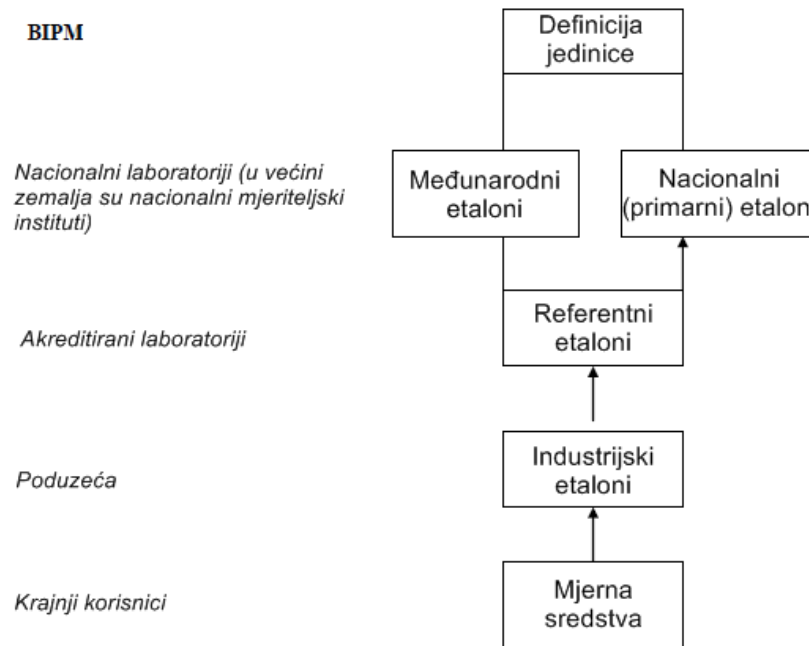 BIPM
Definicija
jedinice
Nacionalni laboratoriji (u većini
zemalja su nacionalni mjeriteljski
instituti)
Međunarodni
etaloni
Nacionalni
(primarni) etalon
Akreditirani laboratoriji
Referentni
etaloni
Poduzeća
Industrijski
etaloni
Krajnji korisnici
Mjerna
sredstva